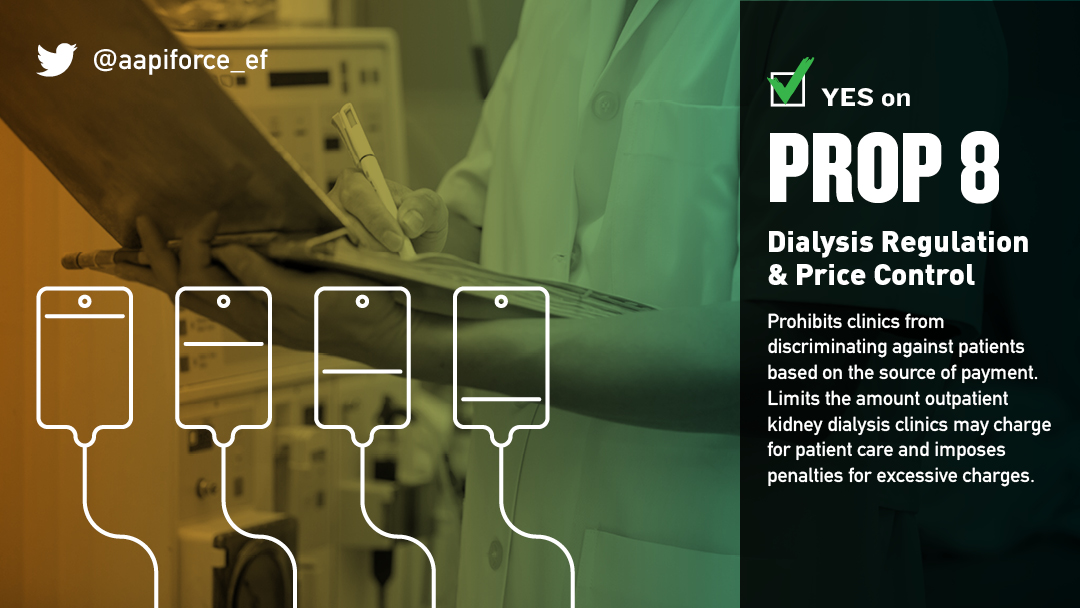 @aapiforce_ef
YES on
PROP 8
Dialysis Regulation
& Price Control
Prohibits clinics from
discriminating against patients
based on the source of payment.
Limits the amount outpatient
kidney dialysis clinics may charge
for patient care and imposes
penalties for excessive charges.